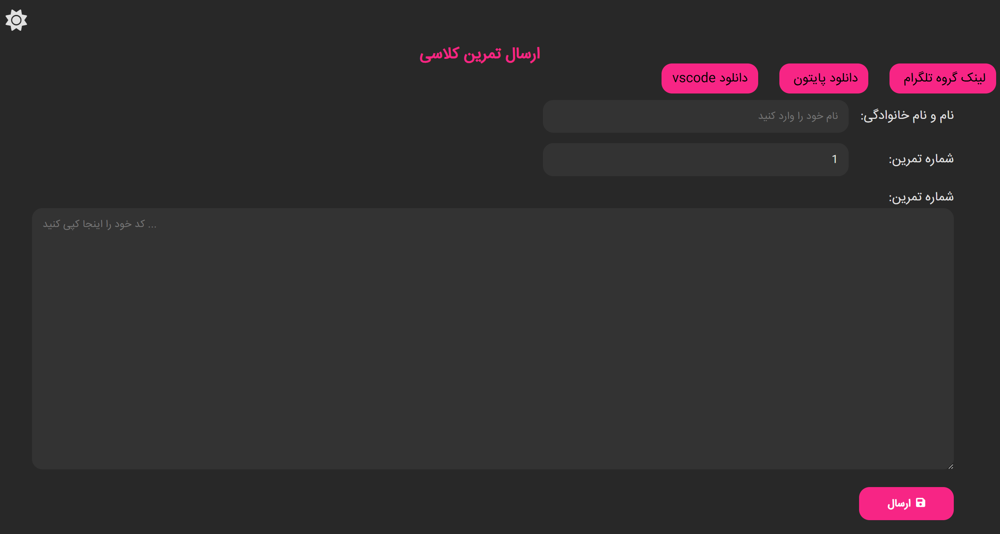 ارسال تمرین کلاسی
لینک گروه تلگرام
دانلود پایتون
دانلود vscode
نام و نام خانوادگی:
نام خود را وارد کنید
شماره تمرین:
1
شماره تمرین:
کد خود را اینجا کپی کنید ...
ارسال